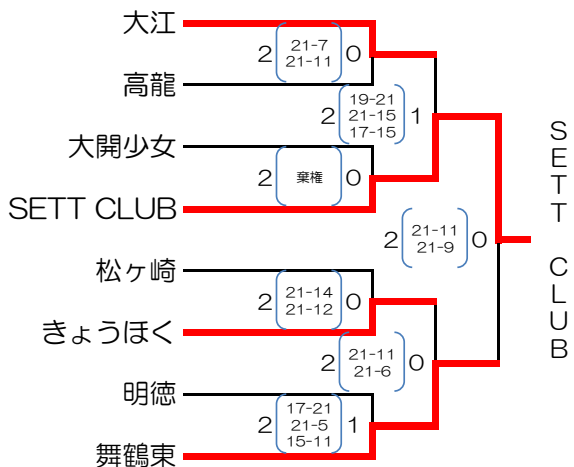 大江
2 21-7 0
21-11
高龍
2 19-21 1
21-15
17-15
大開少女
2 棄権 0
SETT CLUB
2 21-11 0
21-9
SETT CLUB
松ヶ崎
2 21-14 0
21-12
きょうほく
2 21-11 0
21-6
明徳
2 17-21 1
21-5
15-11
舞鶴東